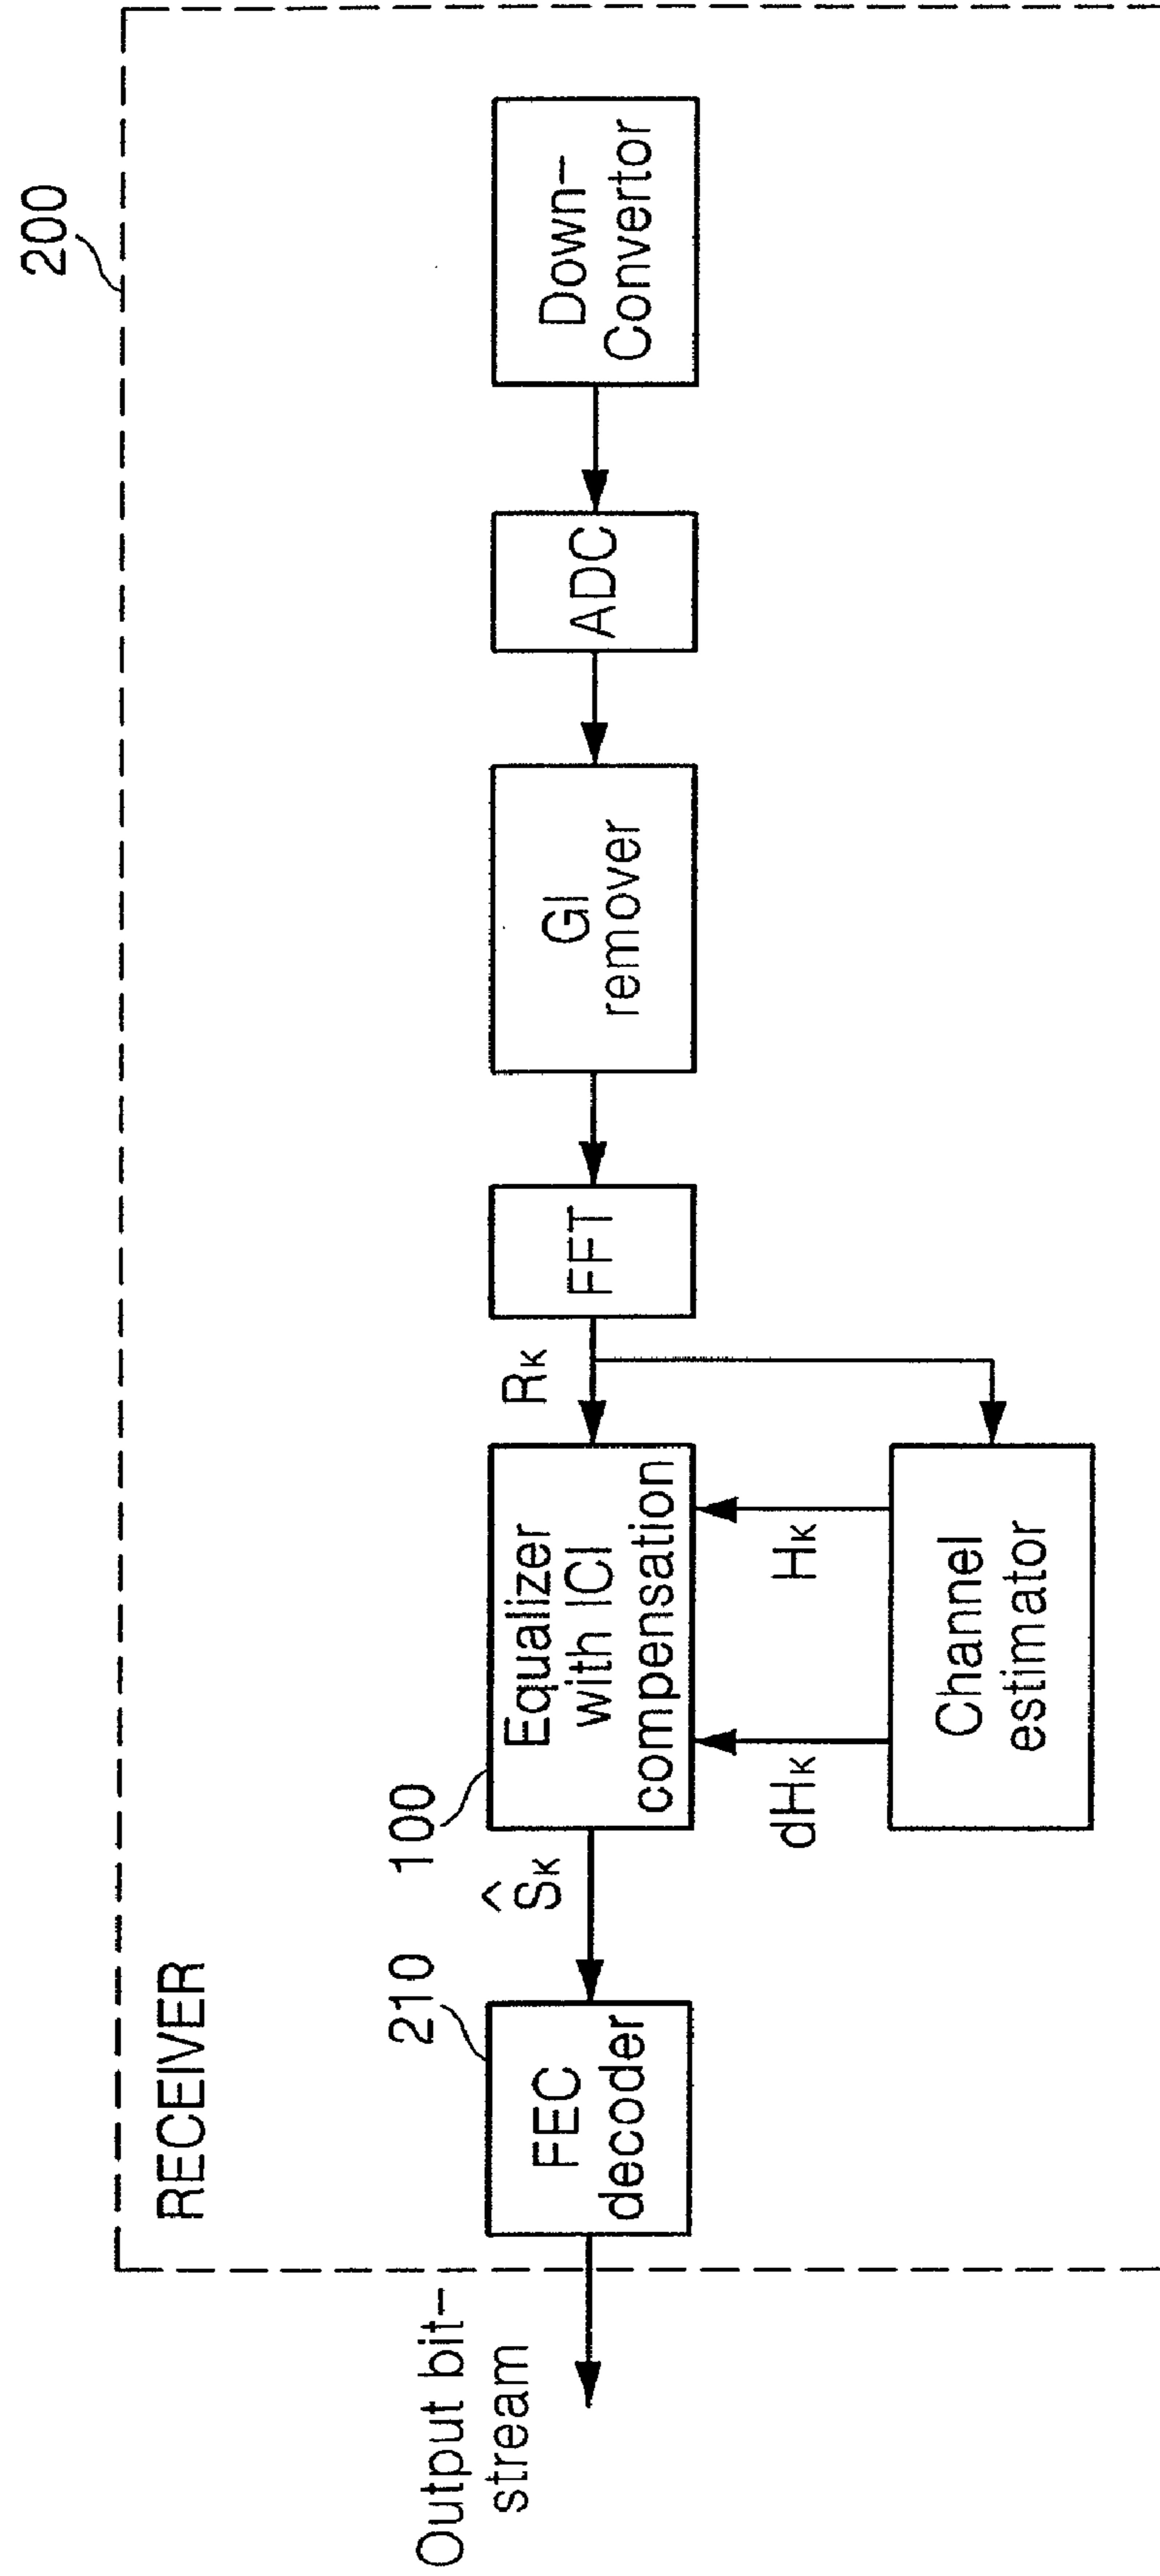 200
RECEIVER
Down-
Convertor
ADC
GI
remover
FFT
RK
Equalizer
with ICI
compensation
100
HK
dHK
Channel
estimator
ŜK
210
FEC
decoder
Output bit-
stream